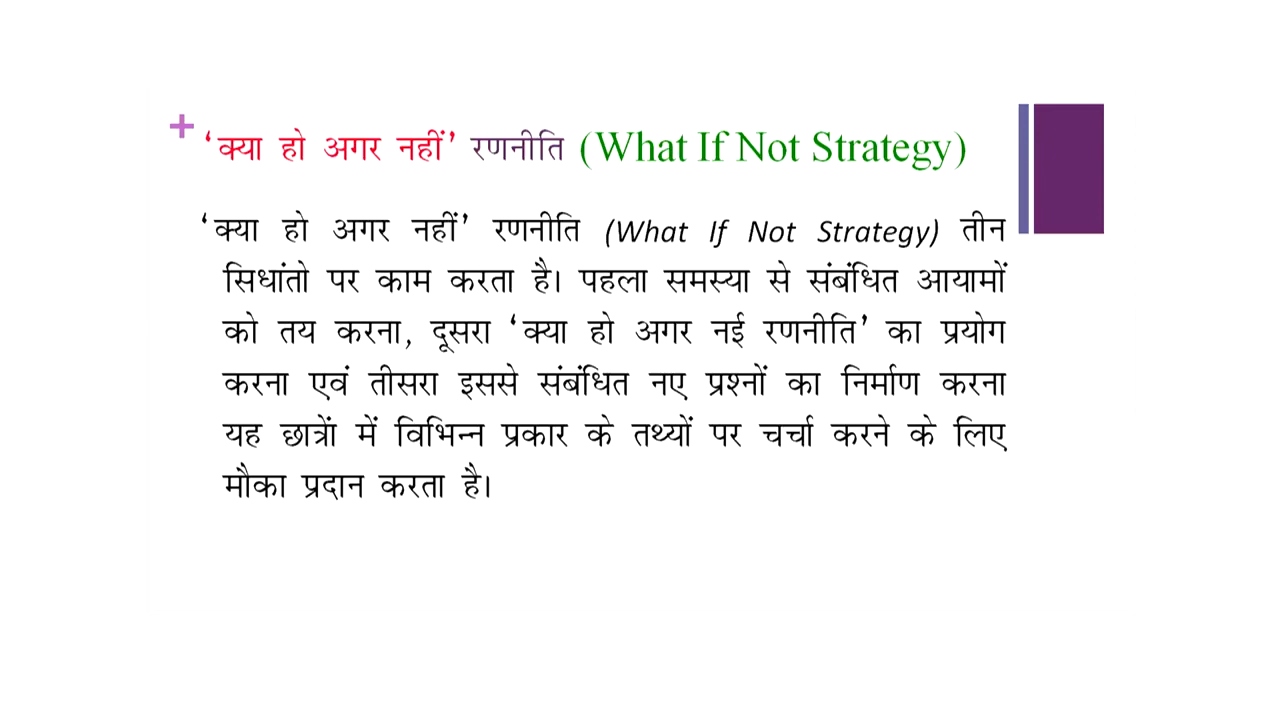 ‘क्या हो अगर नहीं’ रणनीति (What If Not Strategy)
‘क्या हो अगर नहीं’ रणनीति (What If Not Strategy) तीन
सिधांतो पर काम करता है। पहला समस्या से संबंधित आयामों
को तय करना, दूसरा ‘क्या हो अगर नई रणनीति’ का प्रयोग
करना एवं तीसरा इससे संबंधित नए प्रश्नों का निर्माण करना
यह छात्रों में विभिन्न प्रकार के तथ्यों पर चर्चा करने के लिए
मौका प्रदान करता है।